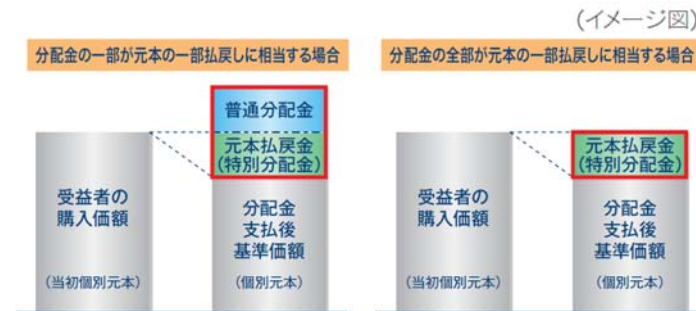 (イメージ図)
分配金の一部が元本の一部払戻しに相当する場合
普通分配金
元本払戻金
(特別分配金)
受益者の
購入価額
(当初個別元本)
分配金
支払後
基準価額
(個別元本)
分配金の全部が元本の一部払戻しに相当する場合
元本払戻金
(特別分配金)
受益者の
購入価額
(当初個別元本)
分配金
支払後
基準価額
(個別元本)